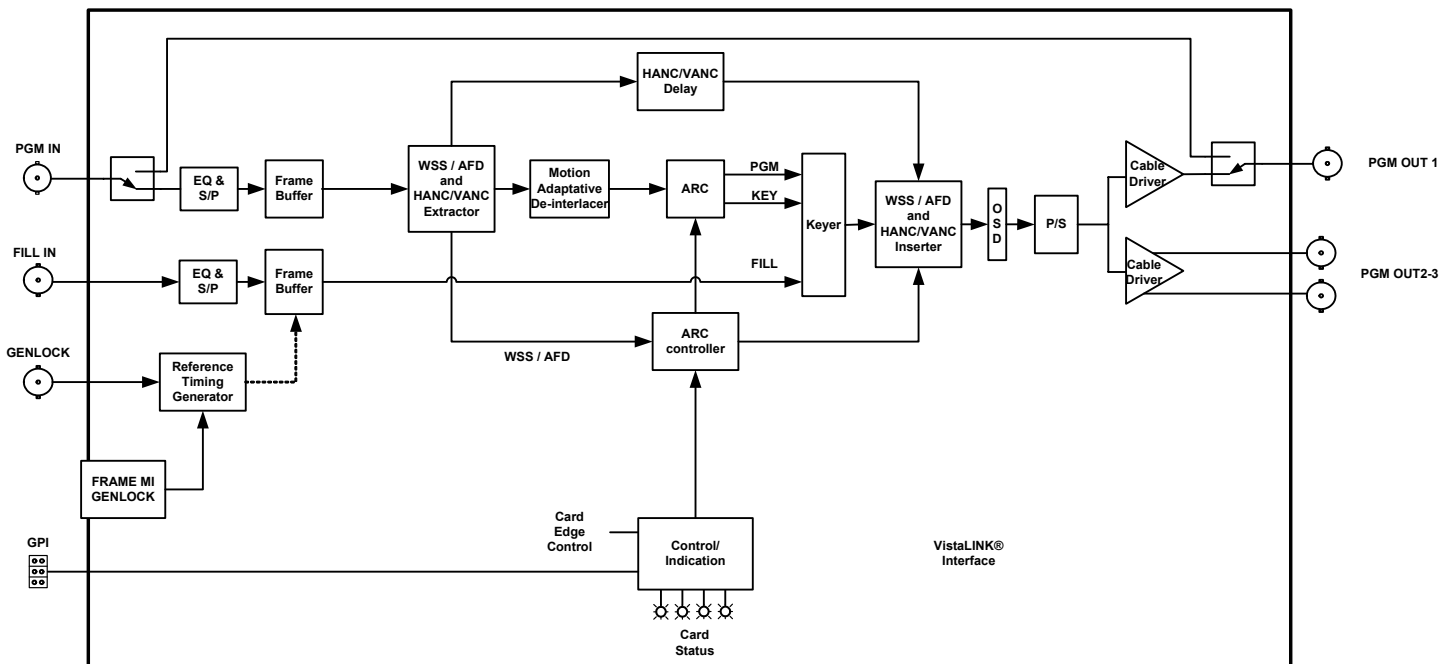 HANC/VANC
Delay
PGM IN
EQ &
S/P
Frame
Buffer
WSS / AFD
and
HANC/VANC
Extractor
Motion
Adaptative
De-interlacer
ARC
PGM
KEY
Keyer
WSS / AFD
and
HANC/VANC
Inserter
O
S
D
P/S
Cable
Driver
PGM OUT 1
FILL IN
EQ &
S/P
Frame
Buffer
FILL
Cable
Driver
PGM OUT2-3
GENLOCK
Reference
Timing
Generator
WSS / AFD
ARC
controller
FRAME MI
GENLOCK
GPI
Card
Edge
Control
Control/
Indication
VistaLINK®
Interface
Card
Status